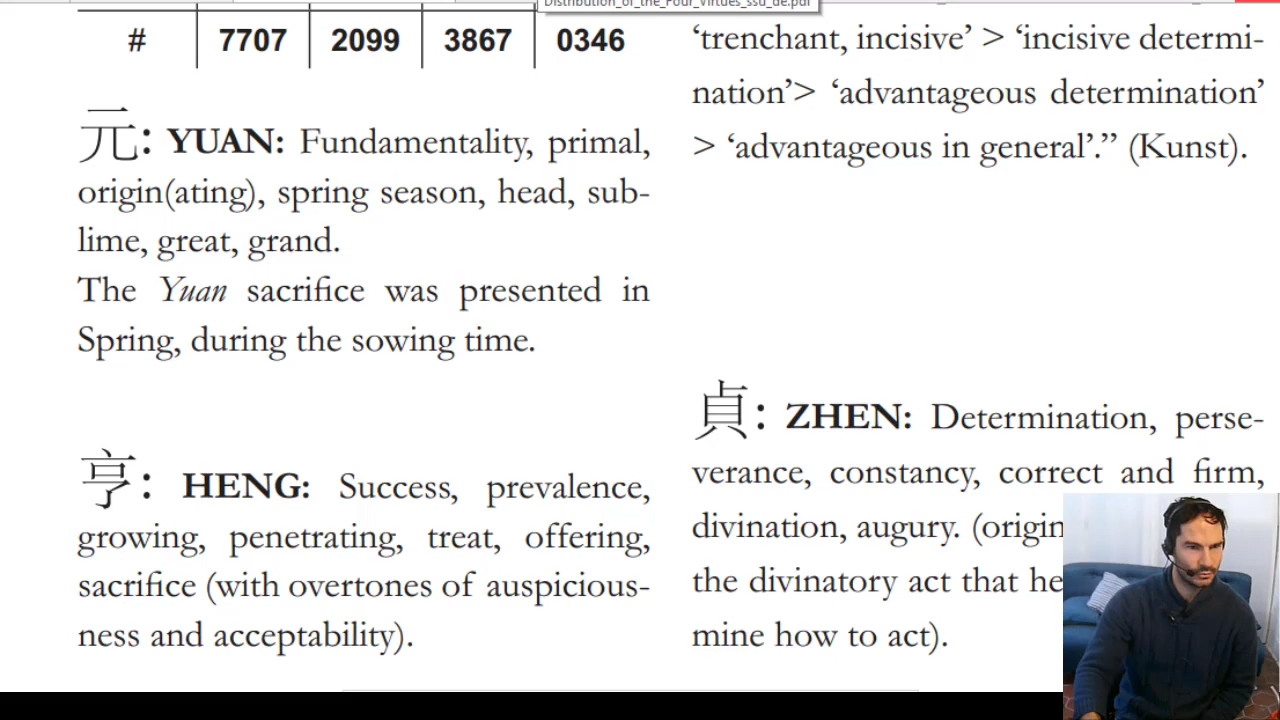 Distribution_of_the_Four_Virtues_ssu_de.pdf
# 7707 2099 3867 0346
元: YUAN: Fundamentality, primal,
origin(ating), spring season, head, sub-
lime, great, grand.
The Yuan sacrifice was presented in
Spring, during the sowing time.
亨: HENG: Success, prevalence,
growing, penetrating, treat, offering,
sacrifice (with overtones of auspicious-
ness and acceptability).
‘trenchant, incisive’ > ‘incisive determi-
nation’> ‘advantageous determination’
> ‘advantageous in general’.” (Kunst).
貞: ZHEN: Determination, perse-
verance, constancy, correct and firm,
divination, augury. (origin
the divinatory act that he
mine how to act).